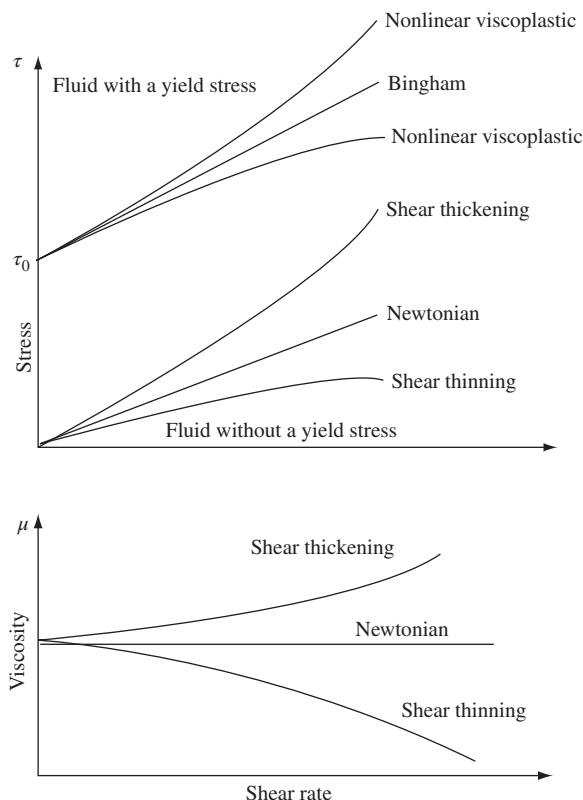 Nonlinear viscoplastic
τ
Fluid with a yield stress
Bingham
Nonlinear viscoplastic
Shear thickening
τ0
Newtonian
Stress
Shear thinning
Fluid without a yield stress
μ
Shear thickening
Newtonian
Viscosity
Shear thinning
Shear rate